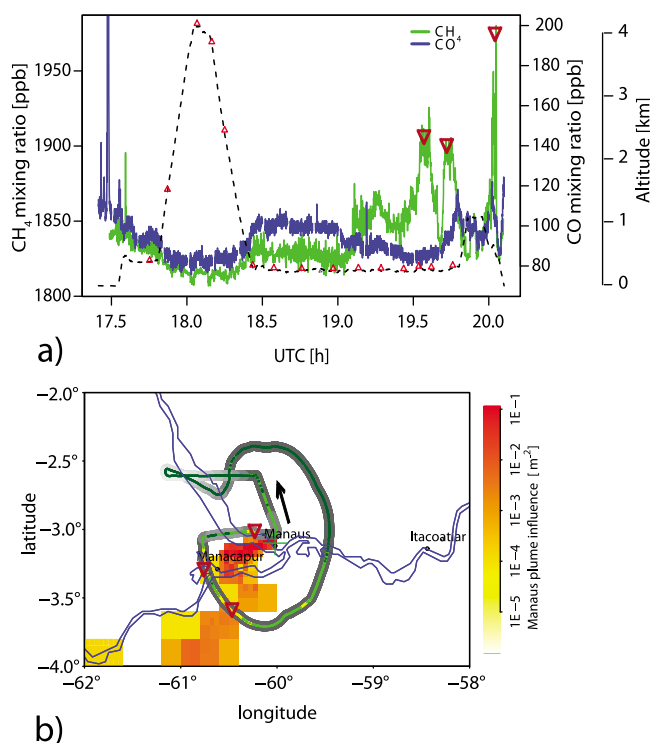 CH4
CO4
CH4 mixing ratio [ppb]
1950
1900
1850
1800
200
180
160
140
120
100
80
CO mixing ratio [ppb]
4
3
2
1
0
Altitude [km]
17.5 18.0 18.5 19.0 19.5 20.0
a)
UTC [h]
−2.0°
−2.5°
−3.0°
−3.5°
−4.0°
latitude
Manaus
Manacapur
Itacoatiar
1E−1
1E−2
1E−3
1E−4
1E−5
Manaus plume influence [m-2]
−62° −61° −60° −59° −58°
longitude
b)